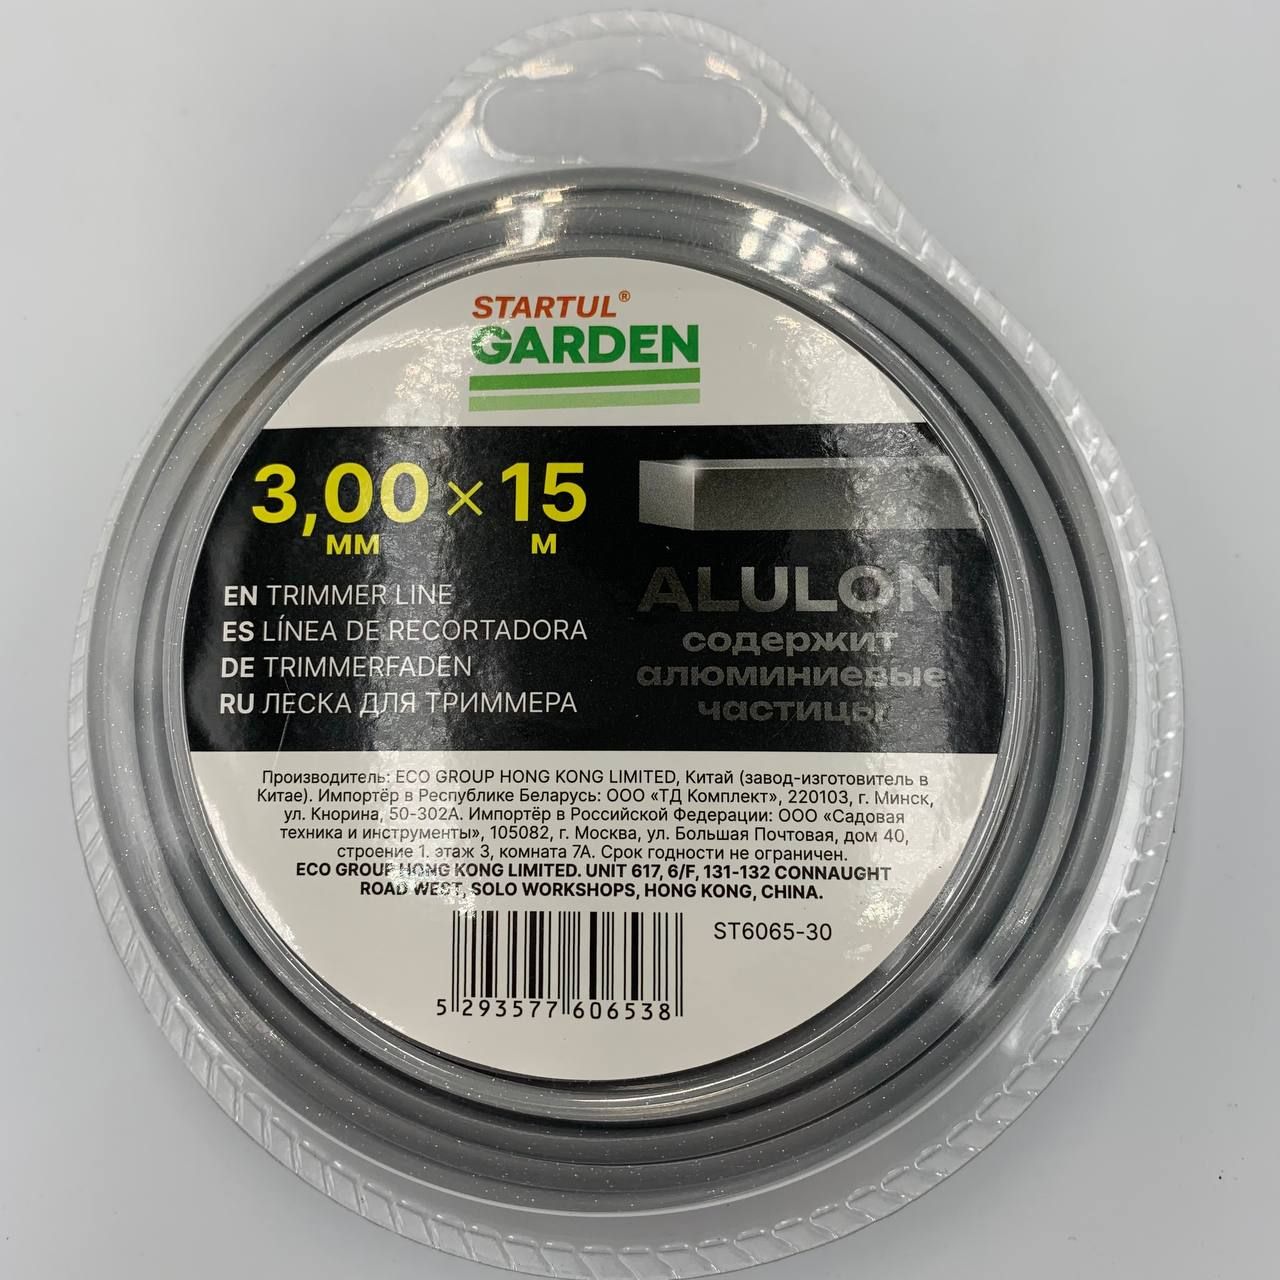 STARTUL®
GARDEN
3,00 × 15
ММ М
EN TRIMMER LINE
ES LÍNEA DE RECORTADORA
DE TRIMMERFADEN
RU ЛЕСКА ДЛЯ ТРИММЕРА
ALULON
содержит
алюминиевые
частицы
Производитель: ECO GROUP HONG KONG LIMITED, Китай (завод-изготовитель в
Китае). Импортёр в Республике Беларусь: ООО «ТД Комплект», 220103, г. Минск,
ул. Кнорина, 50-302А. Импортёр в Российской Федерации: ООО «Садовая
техника и инструменты», 105082, г. Москва, ул. Большая Почтовая, дом 40,
строение 1. этаж 3, комната 7А. Срок годности не ограничен.
ECO GROUP HONG KONG LIMITED. UNIT 617, 6/F, 131-132 CONNAUGHT
ROAD WEST, SOLO WORKSHOPS, HONG KONG, CHINA.
ST6065-30
5 293577 606538